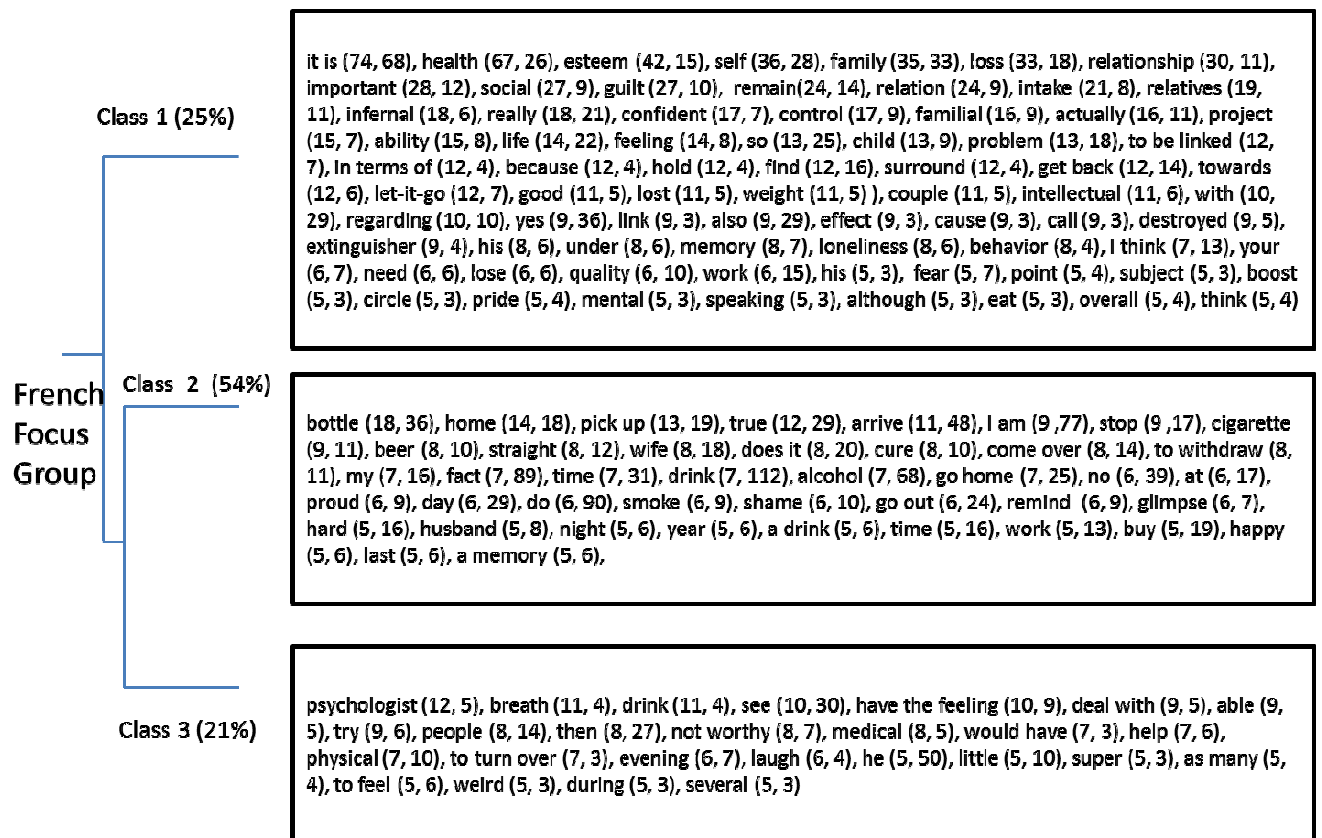 it is (74, 68), health (67, 26), esteem (42, 15), self (36, 28), family (35, 33), loss (33, 18), relationship (30, 11),
important (28, 12), social (27, 9), guilt (27, 10), remain(24, 14), relation (24, 9), intake (21, 8), relatives (19,
11), infernal (18, 6), really (18, 21), confident (17, 7), control (17, 9), familial (16, 9), actually (16, 11), project
(15, 7), ability (15, 8), life (14, 22), feeling (14, 8), so (13, 25), child (13, 9), problem (13, 18), to be linked (12,
7), in terms of (12, 4), because (12, 4), hold (12, 4), find (12, 16), surround (12, 4), get back (12, 14), towards
(12, 6), let-it-go (12, 7), good (11, 5), lost (11, 5), weight (11, 5) ), couple (11, 5), intellectual (11, 6), with (10,
29), regarding (10, 10), yes (9, 36), link (9, 3), also (9, 29), effect (9, 3), cause (9, 3), call (9, 3), destroyed (9, 5),
extinguisher (9, 4), his (8, 6), under (8, 6), memory (8, 7), loneliness (8, 6), behavior (8, 4), I think (7, 13), your
(6, 7), need (6, 6), lose (6, 6), quality (6, 10), work (6, 15), his (5, 3), fear (5, 7), point (5, 4), subject (5, 3), boost
(5, 3), circle (5, 3), pride (5, 4), mental (5, 3), speaking (5, 3), although (5, 3), eat (5, 3), overall (5, 4), think (5, 4)
Class 1 (25%)
French
Focus
Group
Class 2 (54%)
bottle (18, 36), home (14, 18), pick up (13, 19), true (12, 29), arrive (11, 48), I am (9 ,77), stop (9 ,17), cigarette
(9, 11), beer (8, 10), straight (8, 12), wife (8, 18), does it (8, 20), cure (8, 10), come over (8, 14), to withdraw (8,
11), my (7, 16), fact (7, 89), time (7, 31), drink (7, 112), alcohol (7, 68), go home (7, 25), no (6, 39), at (6, 17),
proud (6, 9), day (6, 29), do (6, 90), smoke (6, 9), shame (6, 10), go out (6, 24), remind (6, 9), glimpse (6, 7),
hard (5, 16), husband (5, 8), night (5, 6), year (5, 6), a drink (5, 6), time (5, 16), work (5, 13), buy (5, 19), happy
(5, 6), last (5, 6), a memory (5, 6),
psychologist (12, 5), breath (11, 4), drink (11, 4), see (10, 30), have the feeling (10, 9), deal with (9, 5), able (9,
5), try (9, 6), people (8, 14), then (8, 27), not worthy (8, 7), medical (8, 5), would have (7, 3), help (7, 6),
physical (7, 10), to turn over (7, 3), evening (6, 7), laugh (6, 4), he (5, 50), little (5, 10), super (5, 3), as many (5,
4), to feel (5, 6), weird (5, 3), during (5, 3), several (5, 3)
Class 3 (21%)